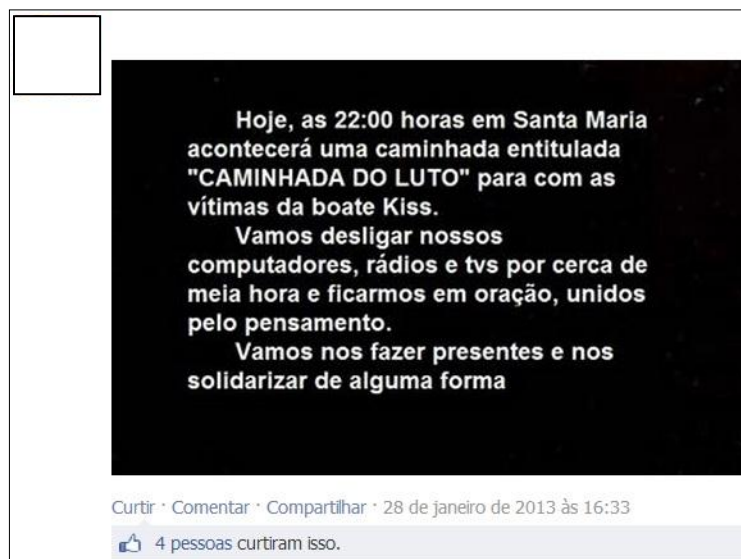 Hoje, as 22:00 horas em Santa Maria
acontecerá uma caminhada entitulada
"CAMINHADA DO LUTO" para com as
vítimas da boate Kiss.
Vamos desligar nossos
computadores, rádios e tvs por cerca de
meia hora e ficarmos em oração, unidos
pelo pensamento.
Vamos nos fazer presentes e nos
solidarizar de alguma forma
Curtir · Comentar · Compartilhar · 28 de janeiro de 2013 às 16:33
4 pessoas curtiram isso.